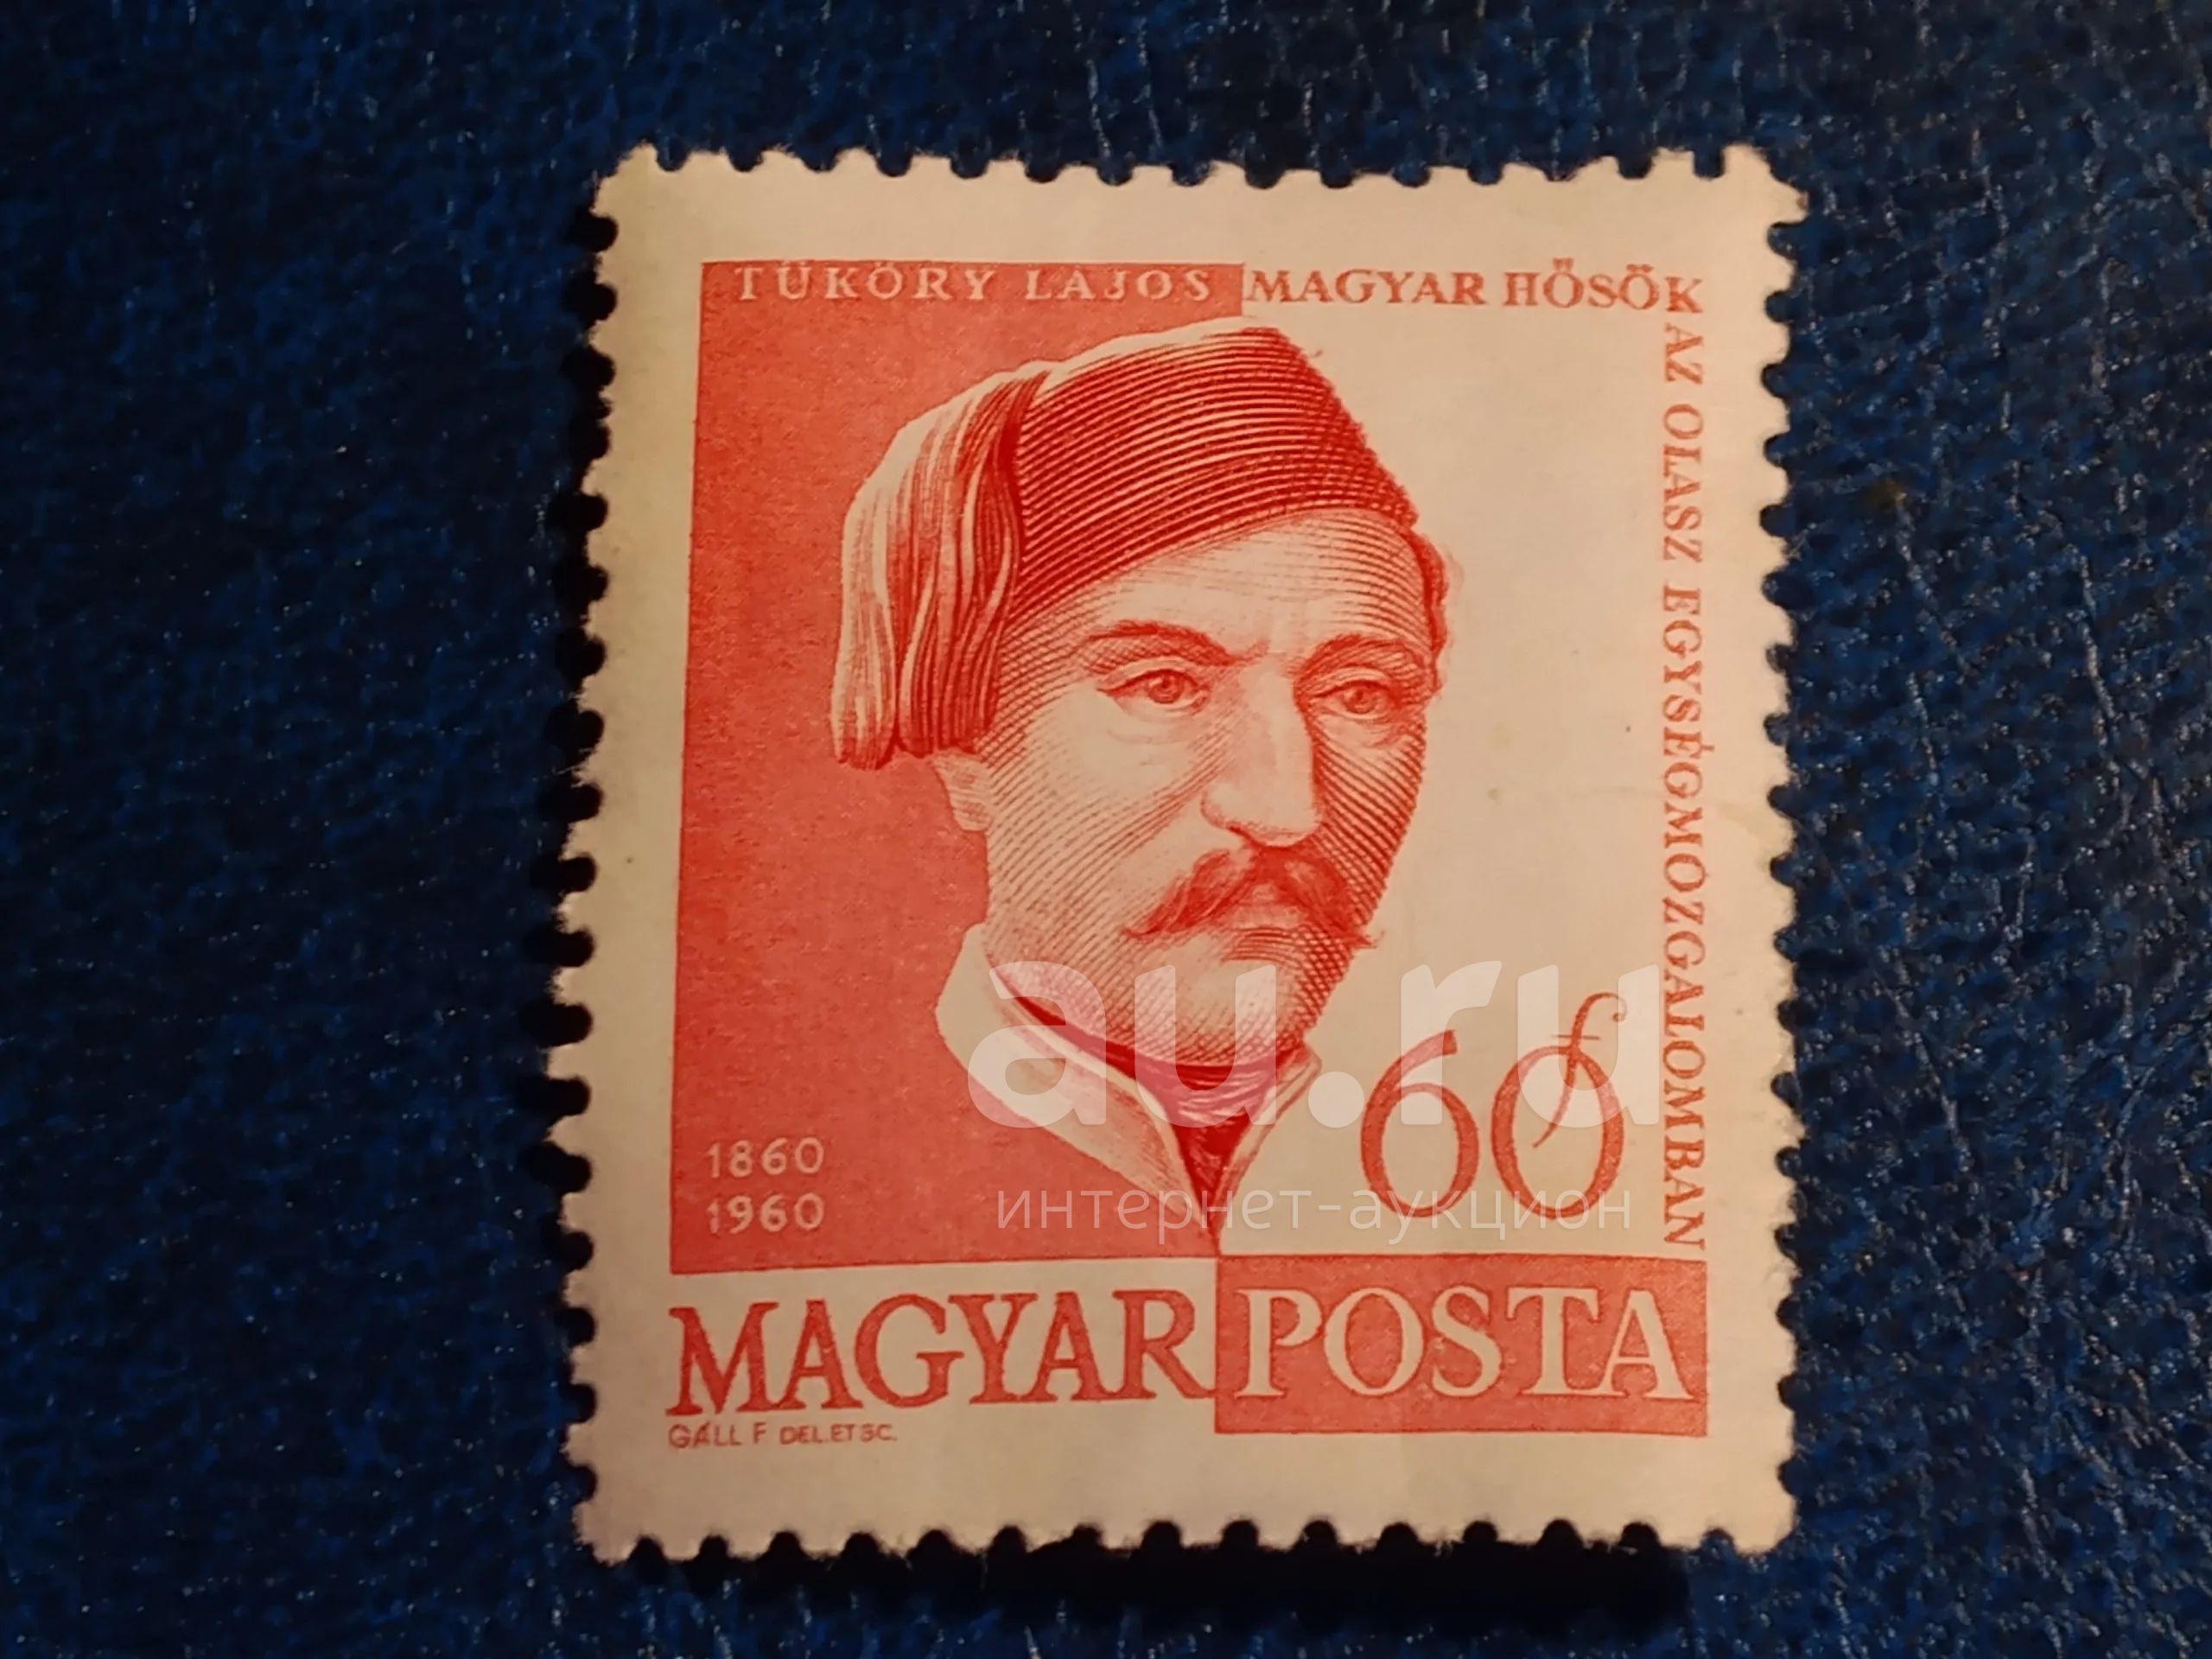 TÜKÖRY LAJOS MAGYAR HŐSÖK
AZ OLASZ EGYSÉGMOZGALOMBAN
au.ru
60 f
1860
1960
интернет-аукцион
MAGYAR POSTA
GÁLL F DEL.ET SC.